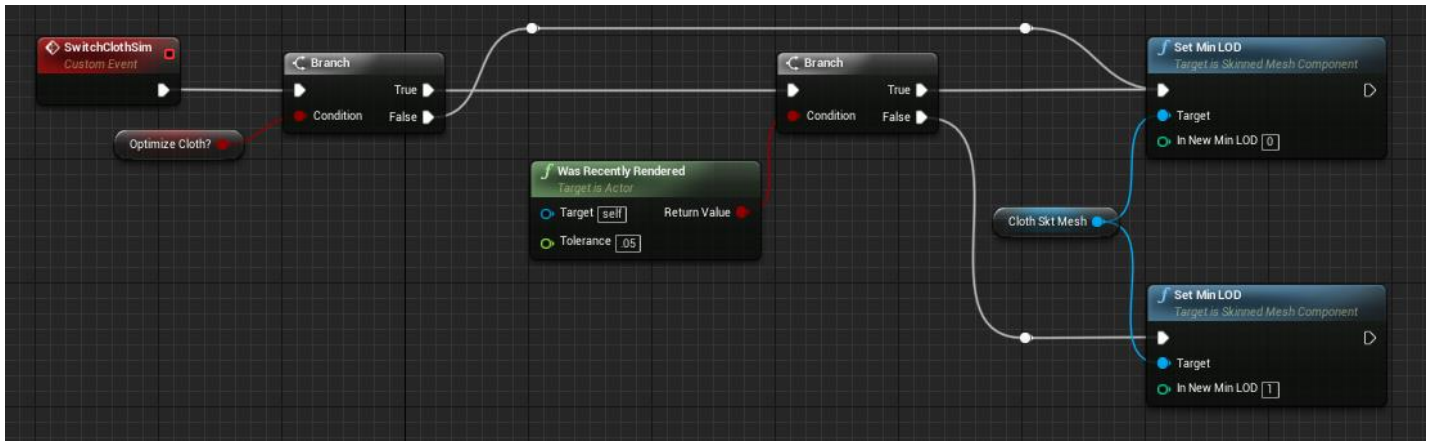 SwitchClothSim
Custom Event
Optimize Cloth?
Branch
True
Condition
False
Was Recently Rendered
Target is Actor
Target self
Return Value
Tolerance .05
Branch
True
Condition
False
Cloth Skt Mesh
Set Min LOD
Target is Skinned Mesh Component
Target
In New Min LOD 0
Set Min LOD
Target is Skinned Mesh Component
Target
In New Min LOD 1